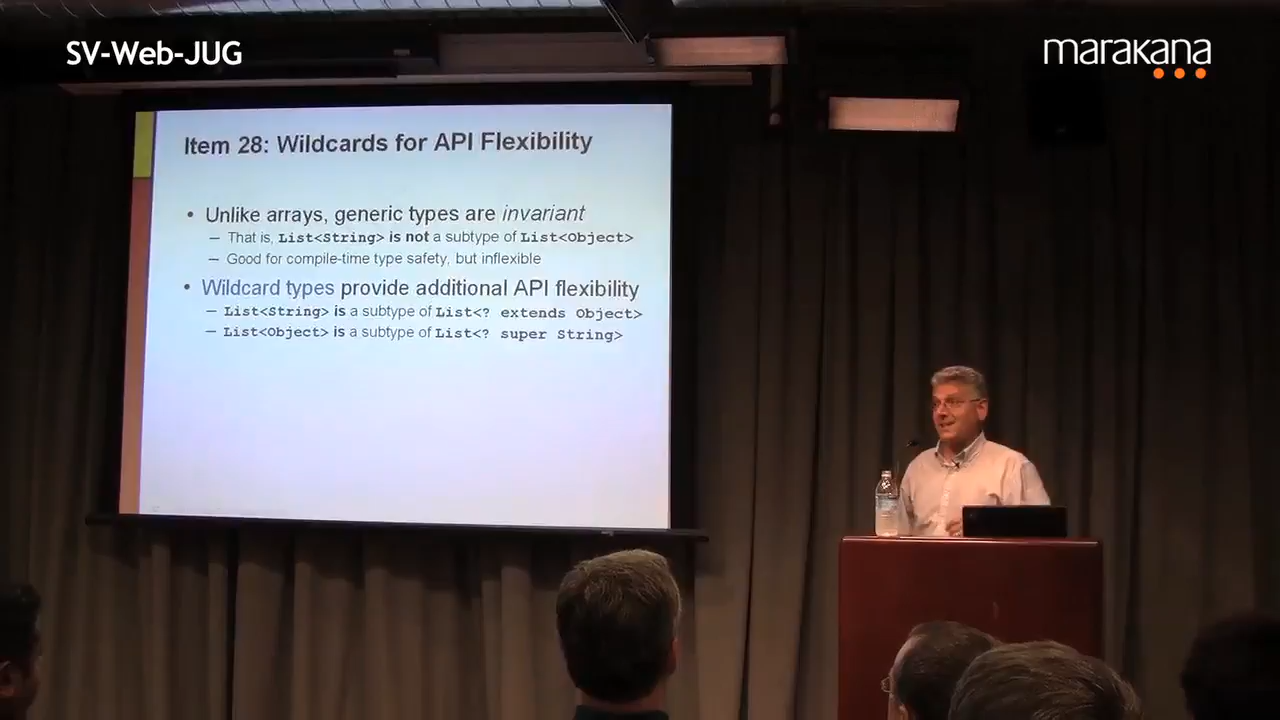 SV-Web-JUG
marakana
Item 28: Wildcards for API Flexibility
• Unlike arrays, generic types are invariant
– That is, List<String> is not a subtype of List<Object>
– Good for compile-time type safety, but inflexible
• Wildcard types provide additional API flexibility
– List<String> is a subtype of List<? extends Object>
– List<Object> is a subtype of List<? super String>